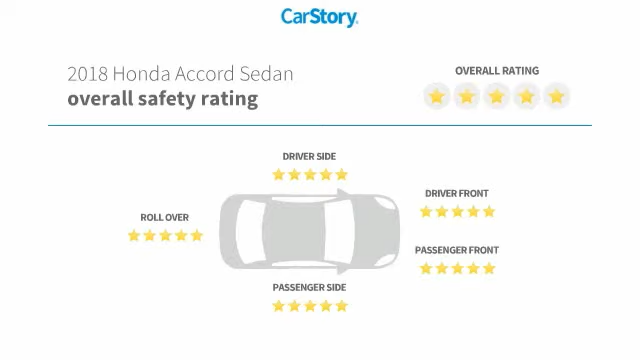 CarStory.
2018 Honda Accord Sedan
overall safety rating
OVERALL RATING
DRIVER SIDE
DRIVER FRONT
ROLL OVER
PASSENGER FRONT
PASSENGER SIDE